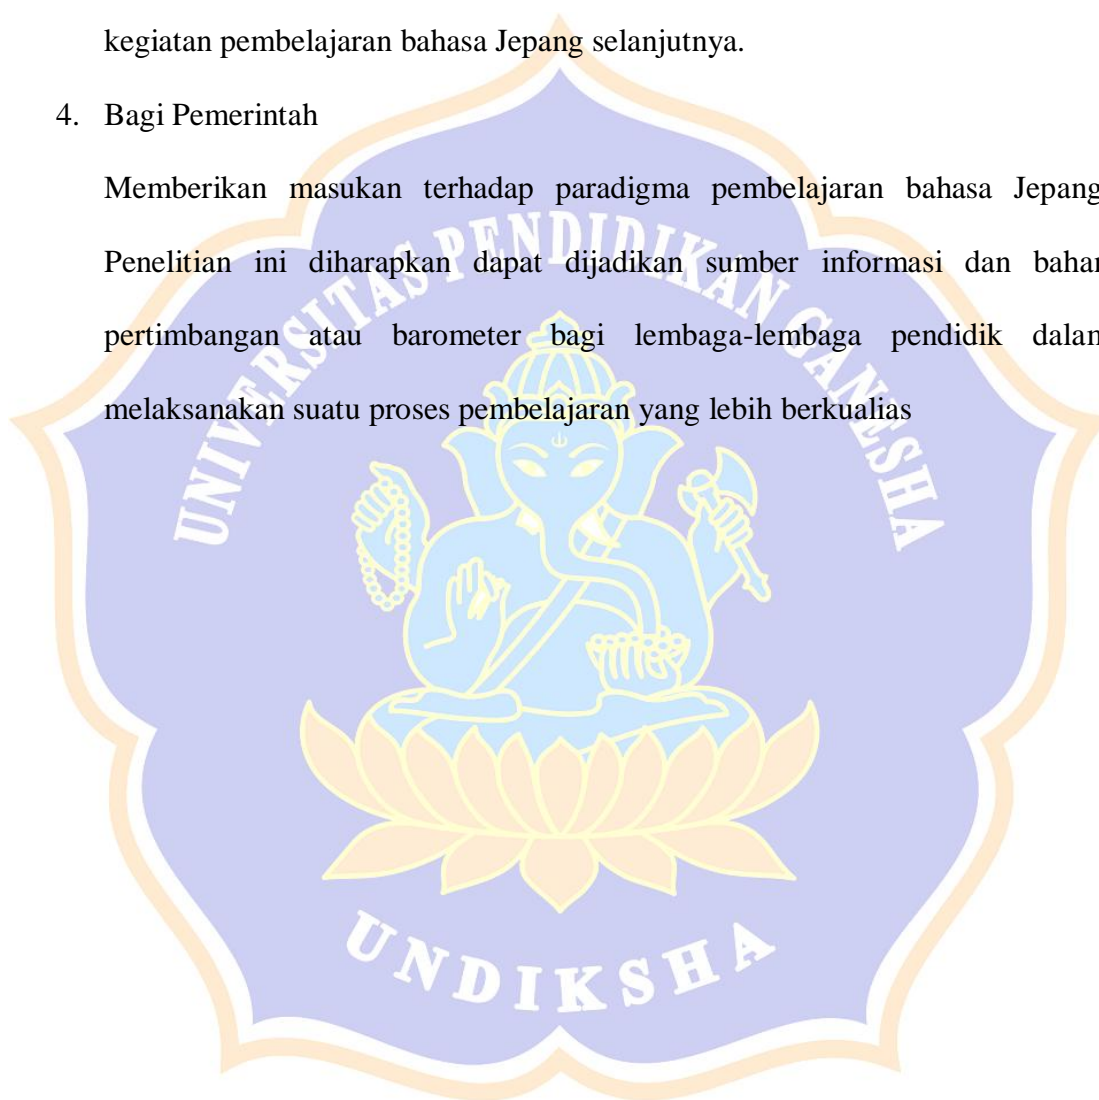 kegiatan pembelajaran bahasa Jepang selanjutnya.
4. Bagi Pemerintah
Memberikan masukan terhadap paradigma pembelajaran bahasa Jepang
Penelitian ini diharapkan dapat dijadikan sumber informasi dan bahan
pertimbangan atau barometer bagi lembaga-lembaga pendidik dalam
melaksanakan suatu proses pembelajaran yang lebih berkualias
UNIVERSITAS PENDIDIKAN GANESHA
UNDIKSHA